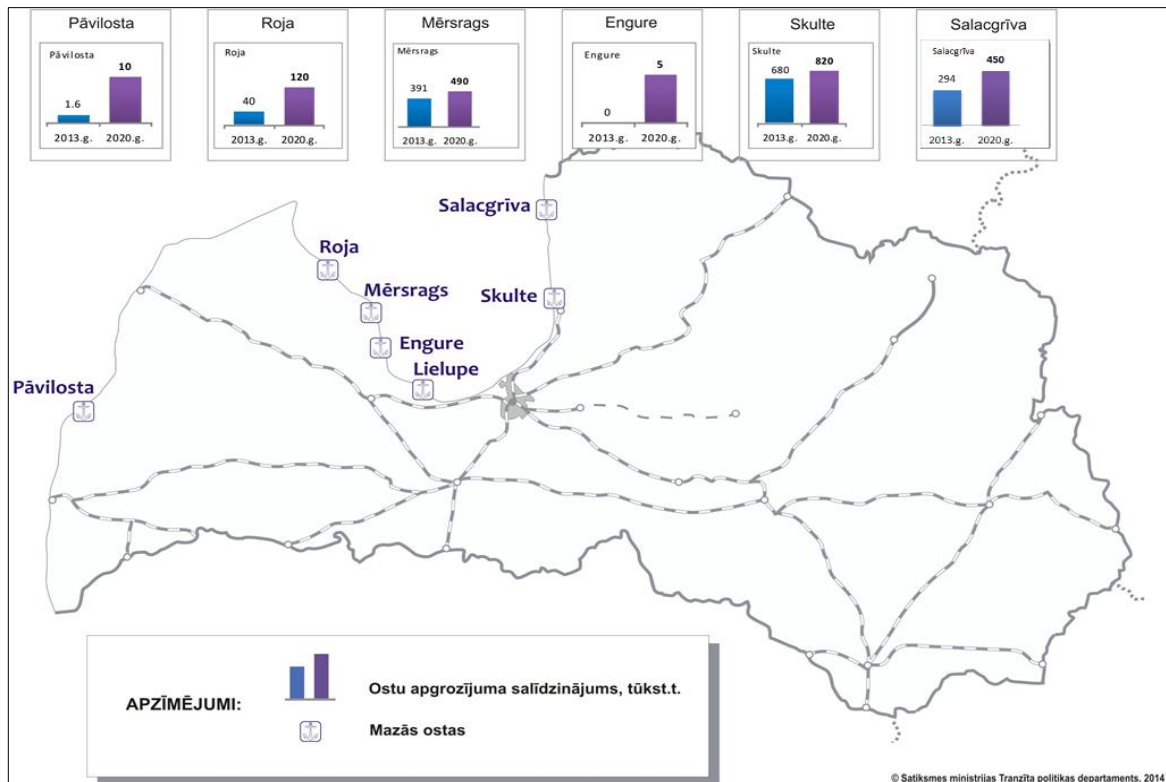 Pāvilosta
Roja
Mērsrags
Engure
Skulte
Salacgrīva
Pāvilosta
1.6
10
2013.g. 2020.g.
Roja
40
120
2013.g. 2020.g.
Mērsrags
391
490
2013.g. 2020.g.
Engure
0
5
2013.g. 2020.g.
Skulte
680
820
2013.g. 2020.g.
Salacgrīva
294
450
2013.g. 2020.g.
Salacgrīva
Roja
Mērsrags
Skulte
Engure
Lielupe
Pāvilosta
APZĪMĒJUMI:
Ostu apgrozījuma salīdzinājums, tūkst.t.
Mazās ostas
© Satiksmes ministrijas Tranzīta politikas departaments, 2014